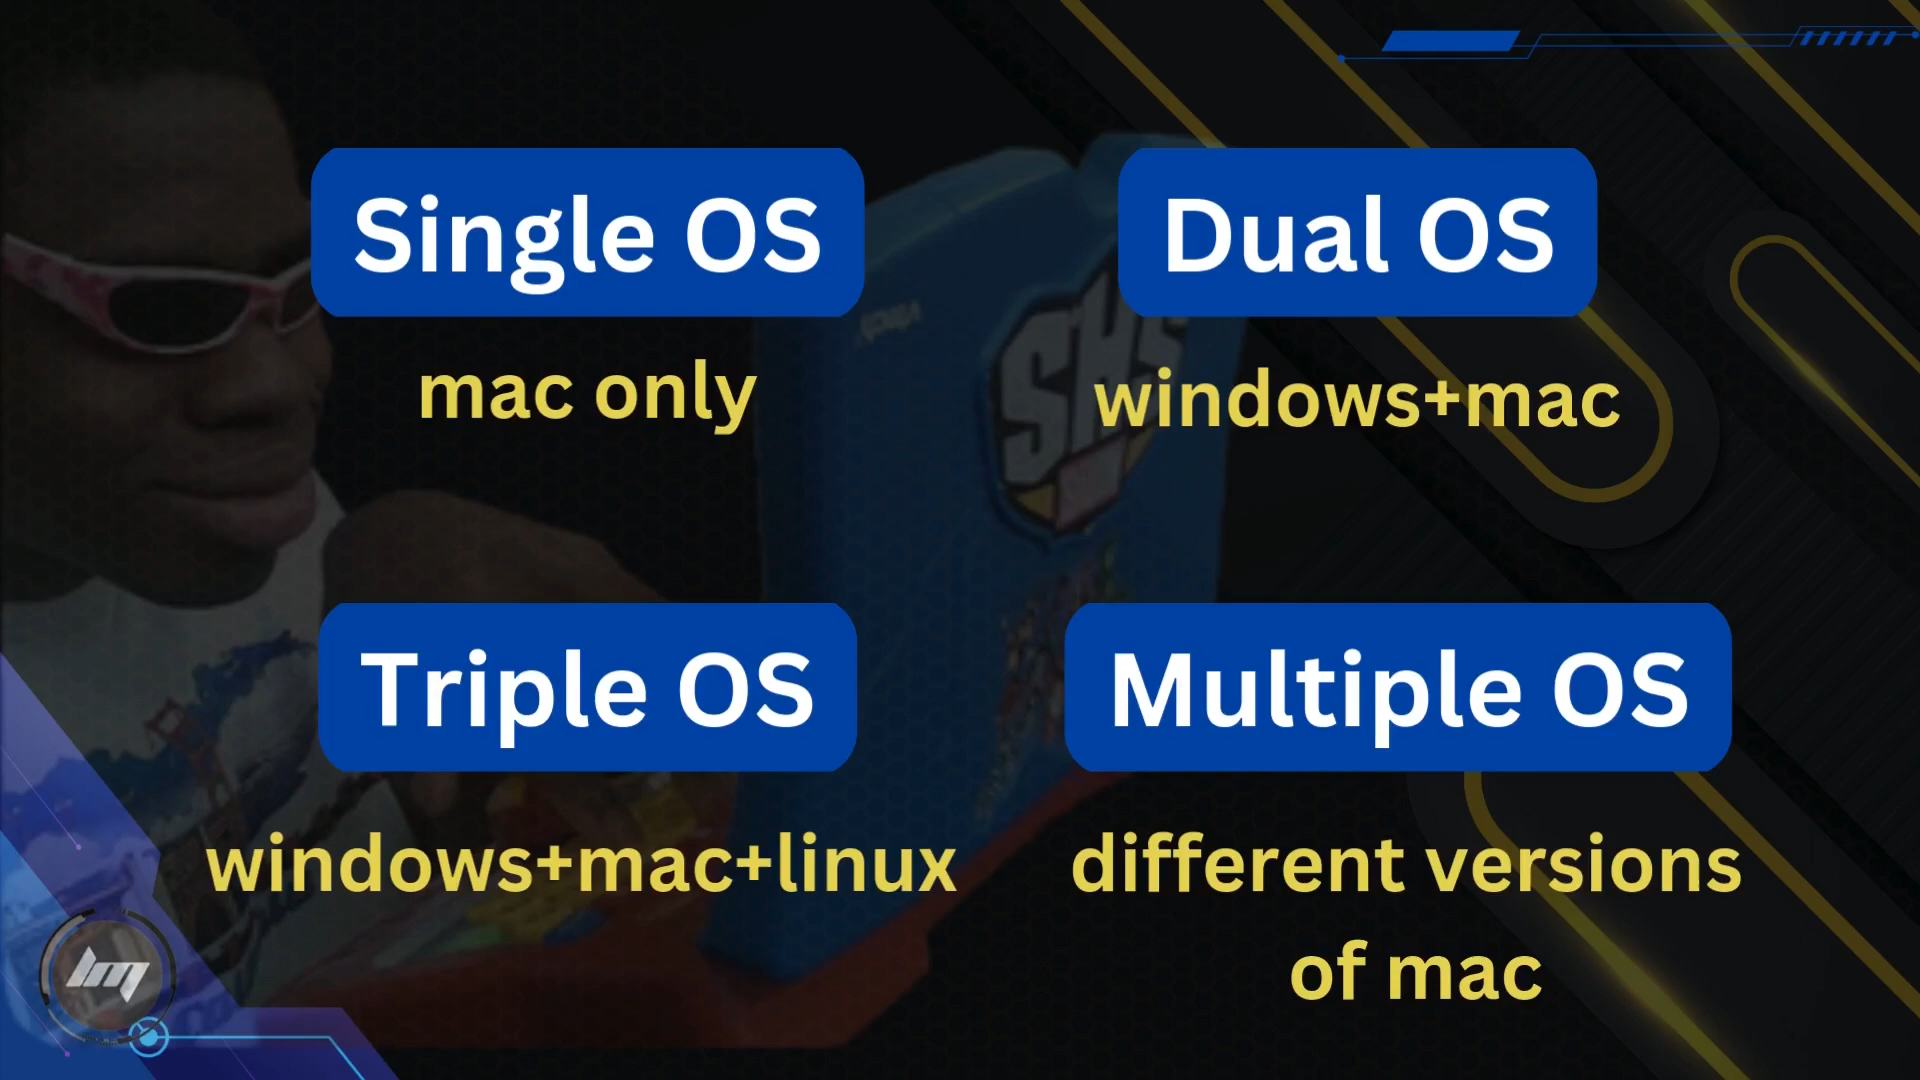 Single OS
mac only
Dual OS
windows+mac
Triple OS
windows+mac+linux
Multiple OS
different versions
of mac
SHS